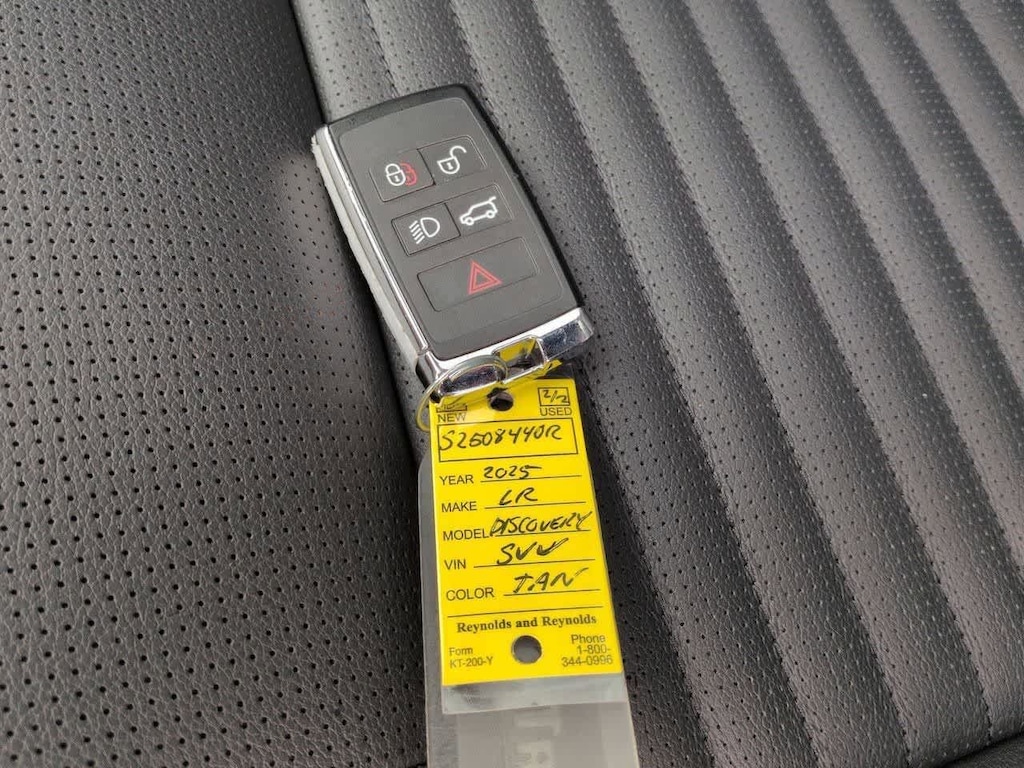 2/2
NEW USED
S2608440R
YEAR 2025
MAKE LR
MODEL DISCOVERY
VIN SUV
COLOR TAN
Reynolds and Reynolds
Form
KT-200-Y
Phone
1-800-
344-0996